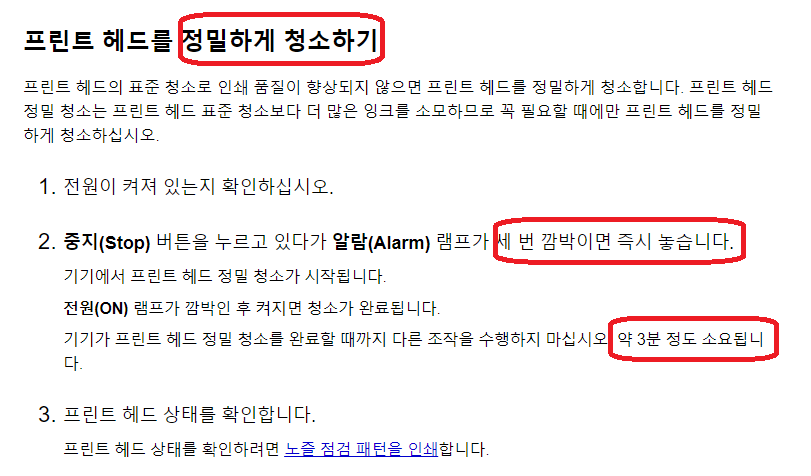 프린트 헤드를 정밀하게 청소하기
프린트 헤드의 표준 청소로 인쇄 품질이 향상되지 않으면 프린트 헤드를 정밀하게 청소합니다. 프린트 헤드
정밀 청소는 프린트 헤드 표준 청소보다 더 많은 잉크를 소모하므로 꼭 필요할 때에만 프린트 헤드를 정밀
하게 청소하십시오.
1. 전원이 켜져 있는지 확인하십시오.
2. 중지(Stop) 버튼을 누르고 있다가 알람(Alarm) 램프가 세 번 깜박이면 즉시 놓습니다.
기기에서 프린트 헤드 정밀 청소가 시작됩니다.
전원(ON) 램프가 깜박인 후 켜지면 청소가 완료됩니다.
기기가 프린트 헤드 정밀 청소를 완료할 때까지 다른 조작을 수행하지 마십시오 약 3분 정도 소요됩니
다.
3. 프린트 헤드 상태를 확인합니다.
프린트 헤드 상태를 확인하려면 노즐 점검 패턴을 인쇄합니다.